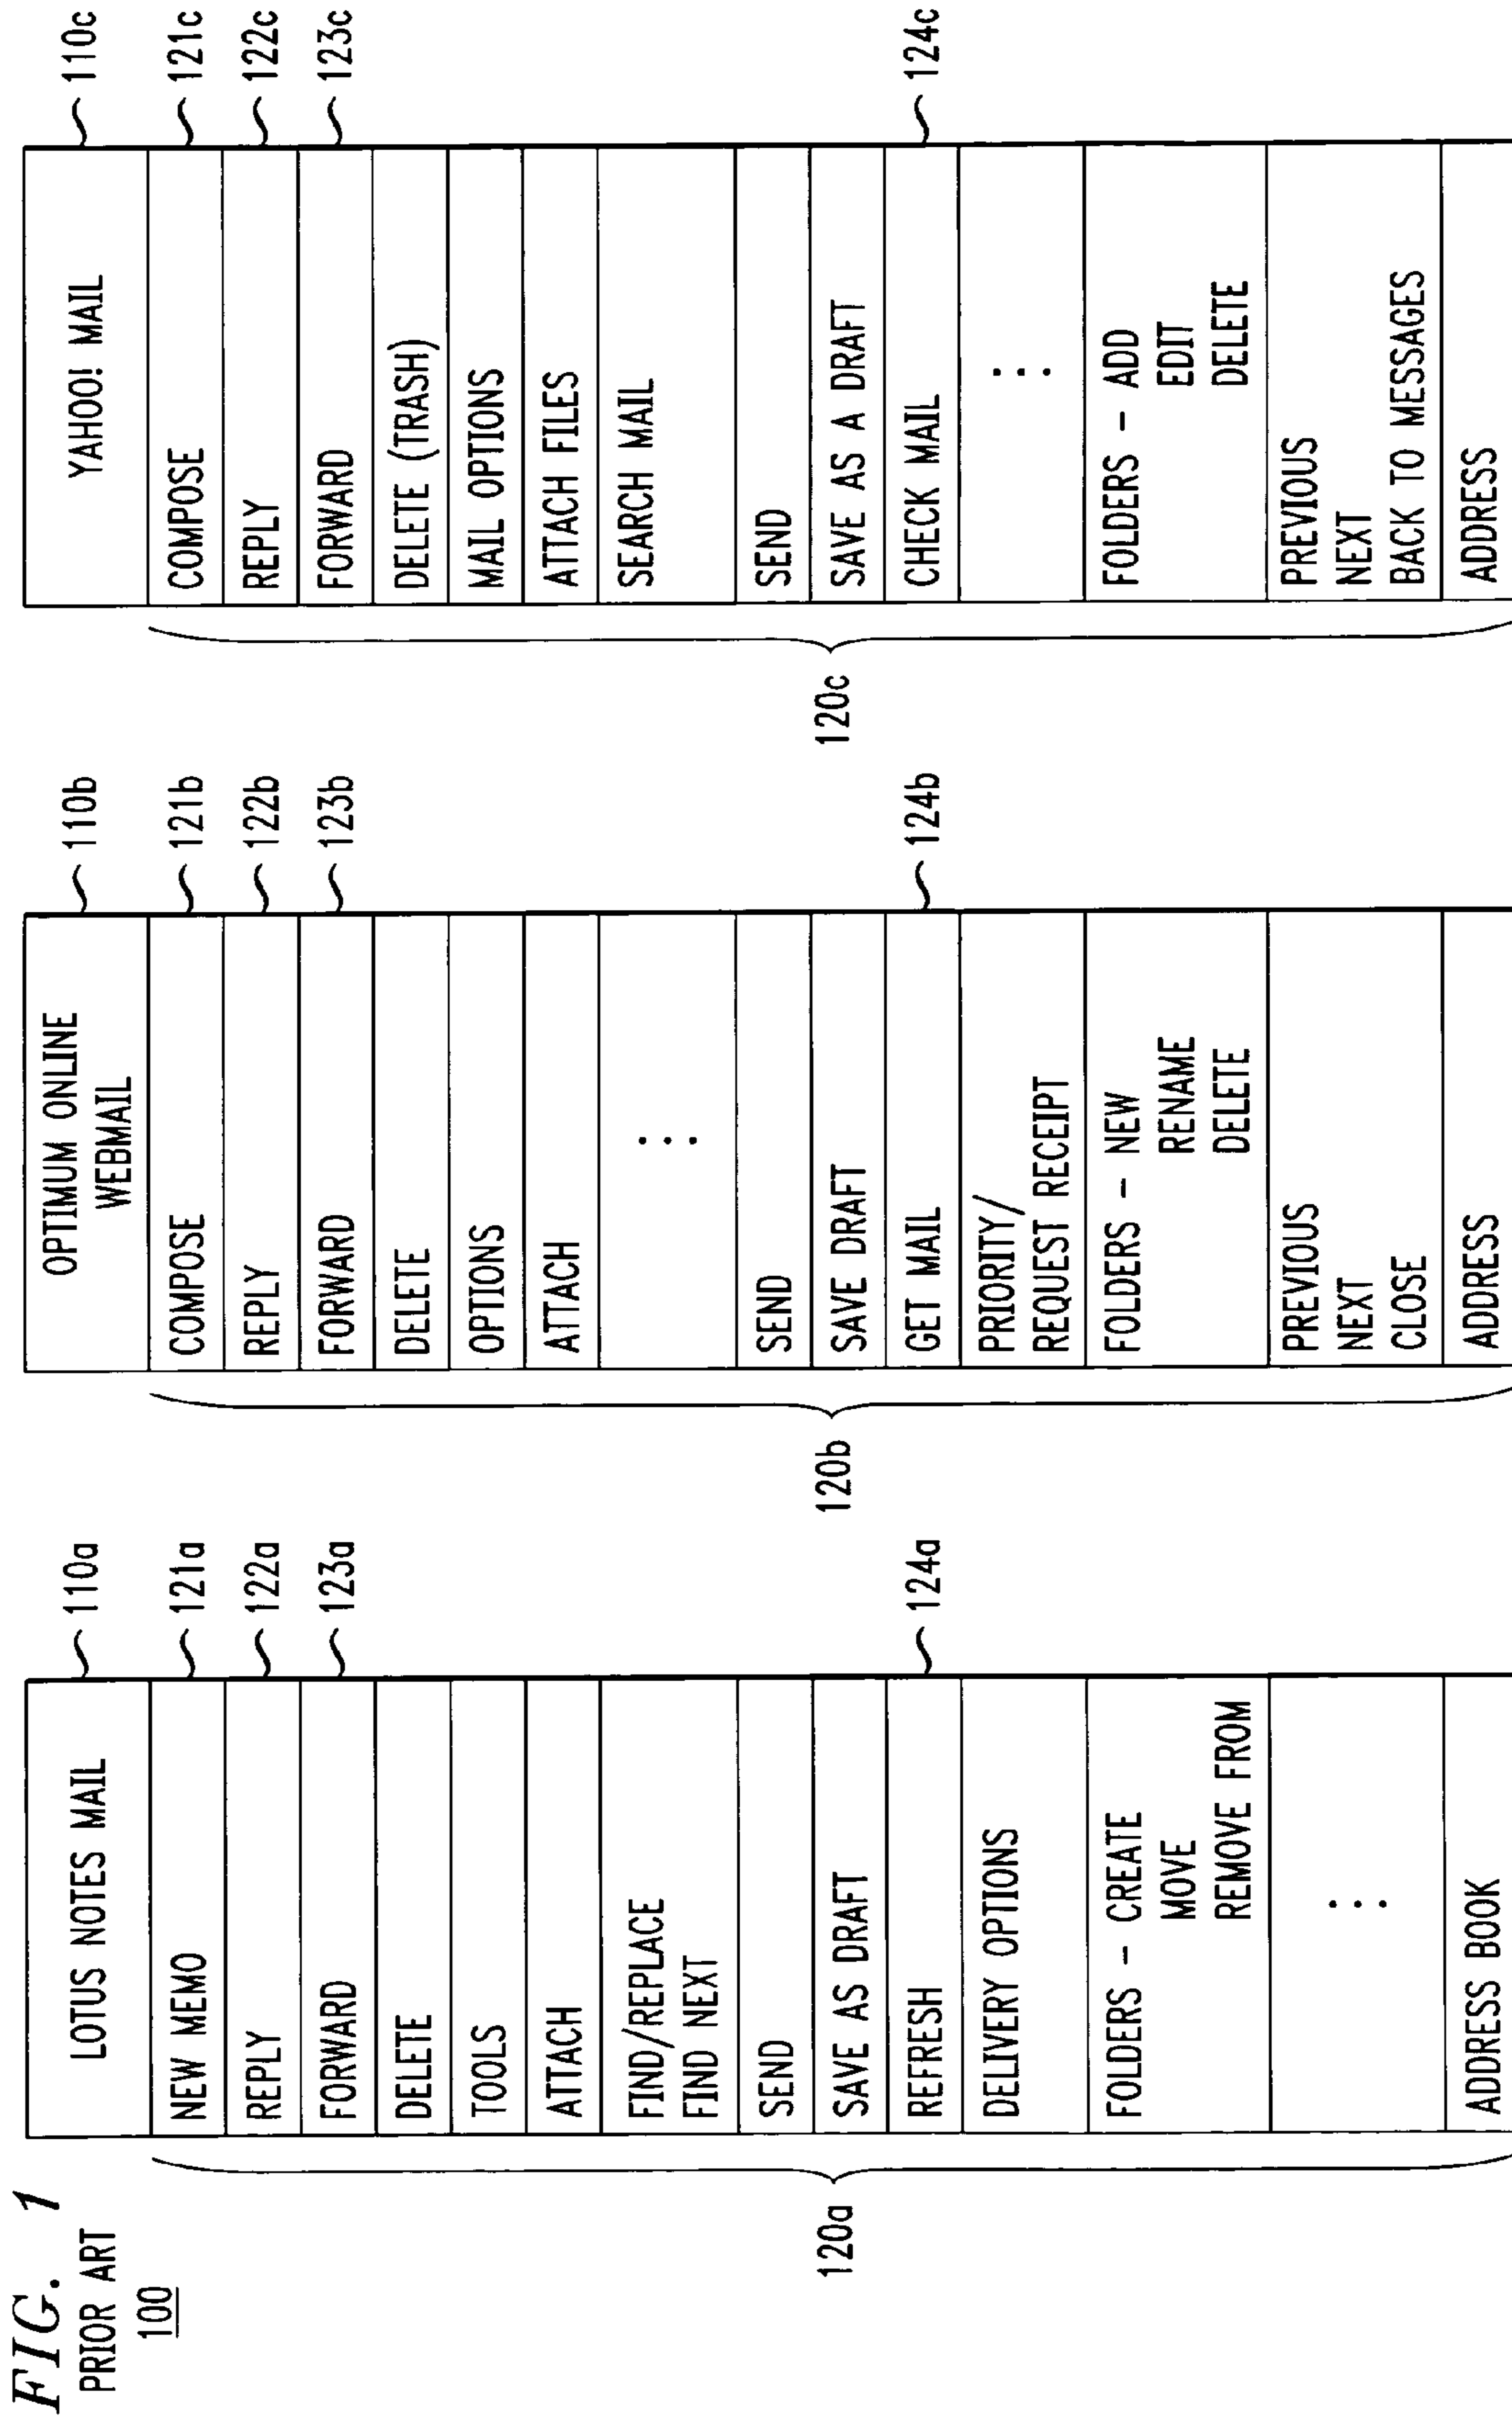 FIG. 1
PRIOR ART
100
LOTUS NOTES MAIL
110a
NEW MEMO
121a
REPLY
122a
FORWARD
123a
DELETE
TOOLS
ATTACH
FIND/REPLACE
FIND NEXT
SEND
SAVE AS DRAFT
REFRESH
124a
DELIVERY OPTIONS
FOLDERS - CREATE
MOVE
REMOVE FROM
...
ADDRESS BOOK
120a
OPTIMUM ONLINE
WEBMAIL
110b
COMPOSE
121b
REPLY
122b
FORWARD
123b
DELETE
OPTIONS
ATTACH
...
SEND
SAVE DRAFT
GET MAIL
124b
PRIORITY/
REQUEST RECEIPT
FOLDERS - NEW
RENAME
DELETE
PREVIOUS
NEXT
CLOSE
ADDRESS
120b
YAHOO! MAIL
110c
COMPOSE
121c
REPLY
122c
FORWARD
123c
DELETE (TRASH)
MAIL OPTIONS
ATTACH FILES
SEARCH MAIL
SEND
SAVE AS A DRAFT
CHECK MAIL
124c
...
FOLDERS - ADD
EDIT
DELETE
PREVIOUS
NEXT
BACK TO MESSAGES
ADDRESS
120c